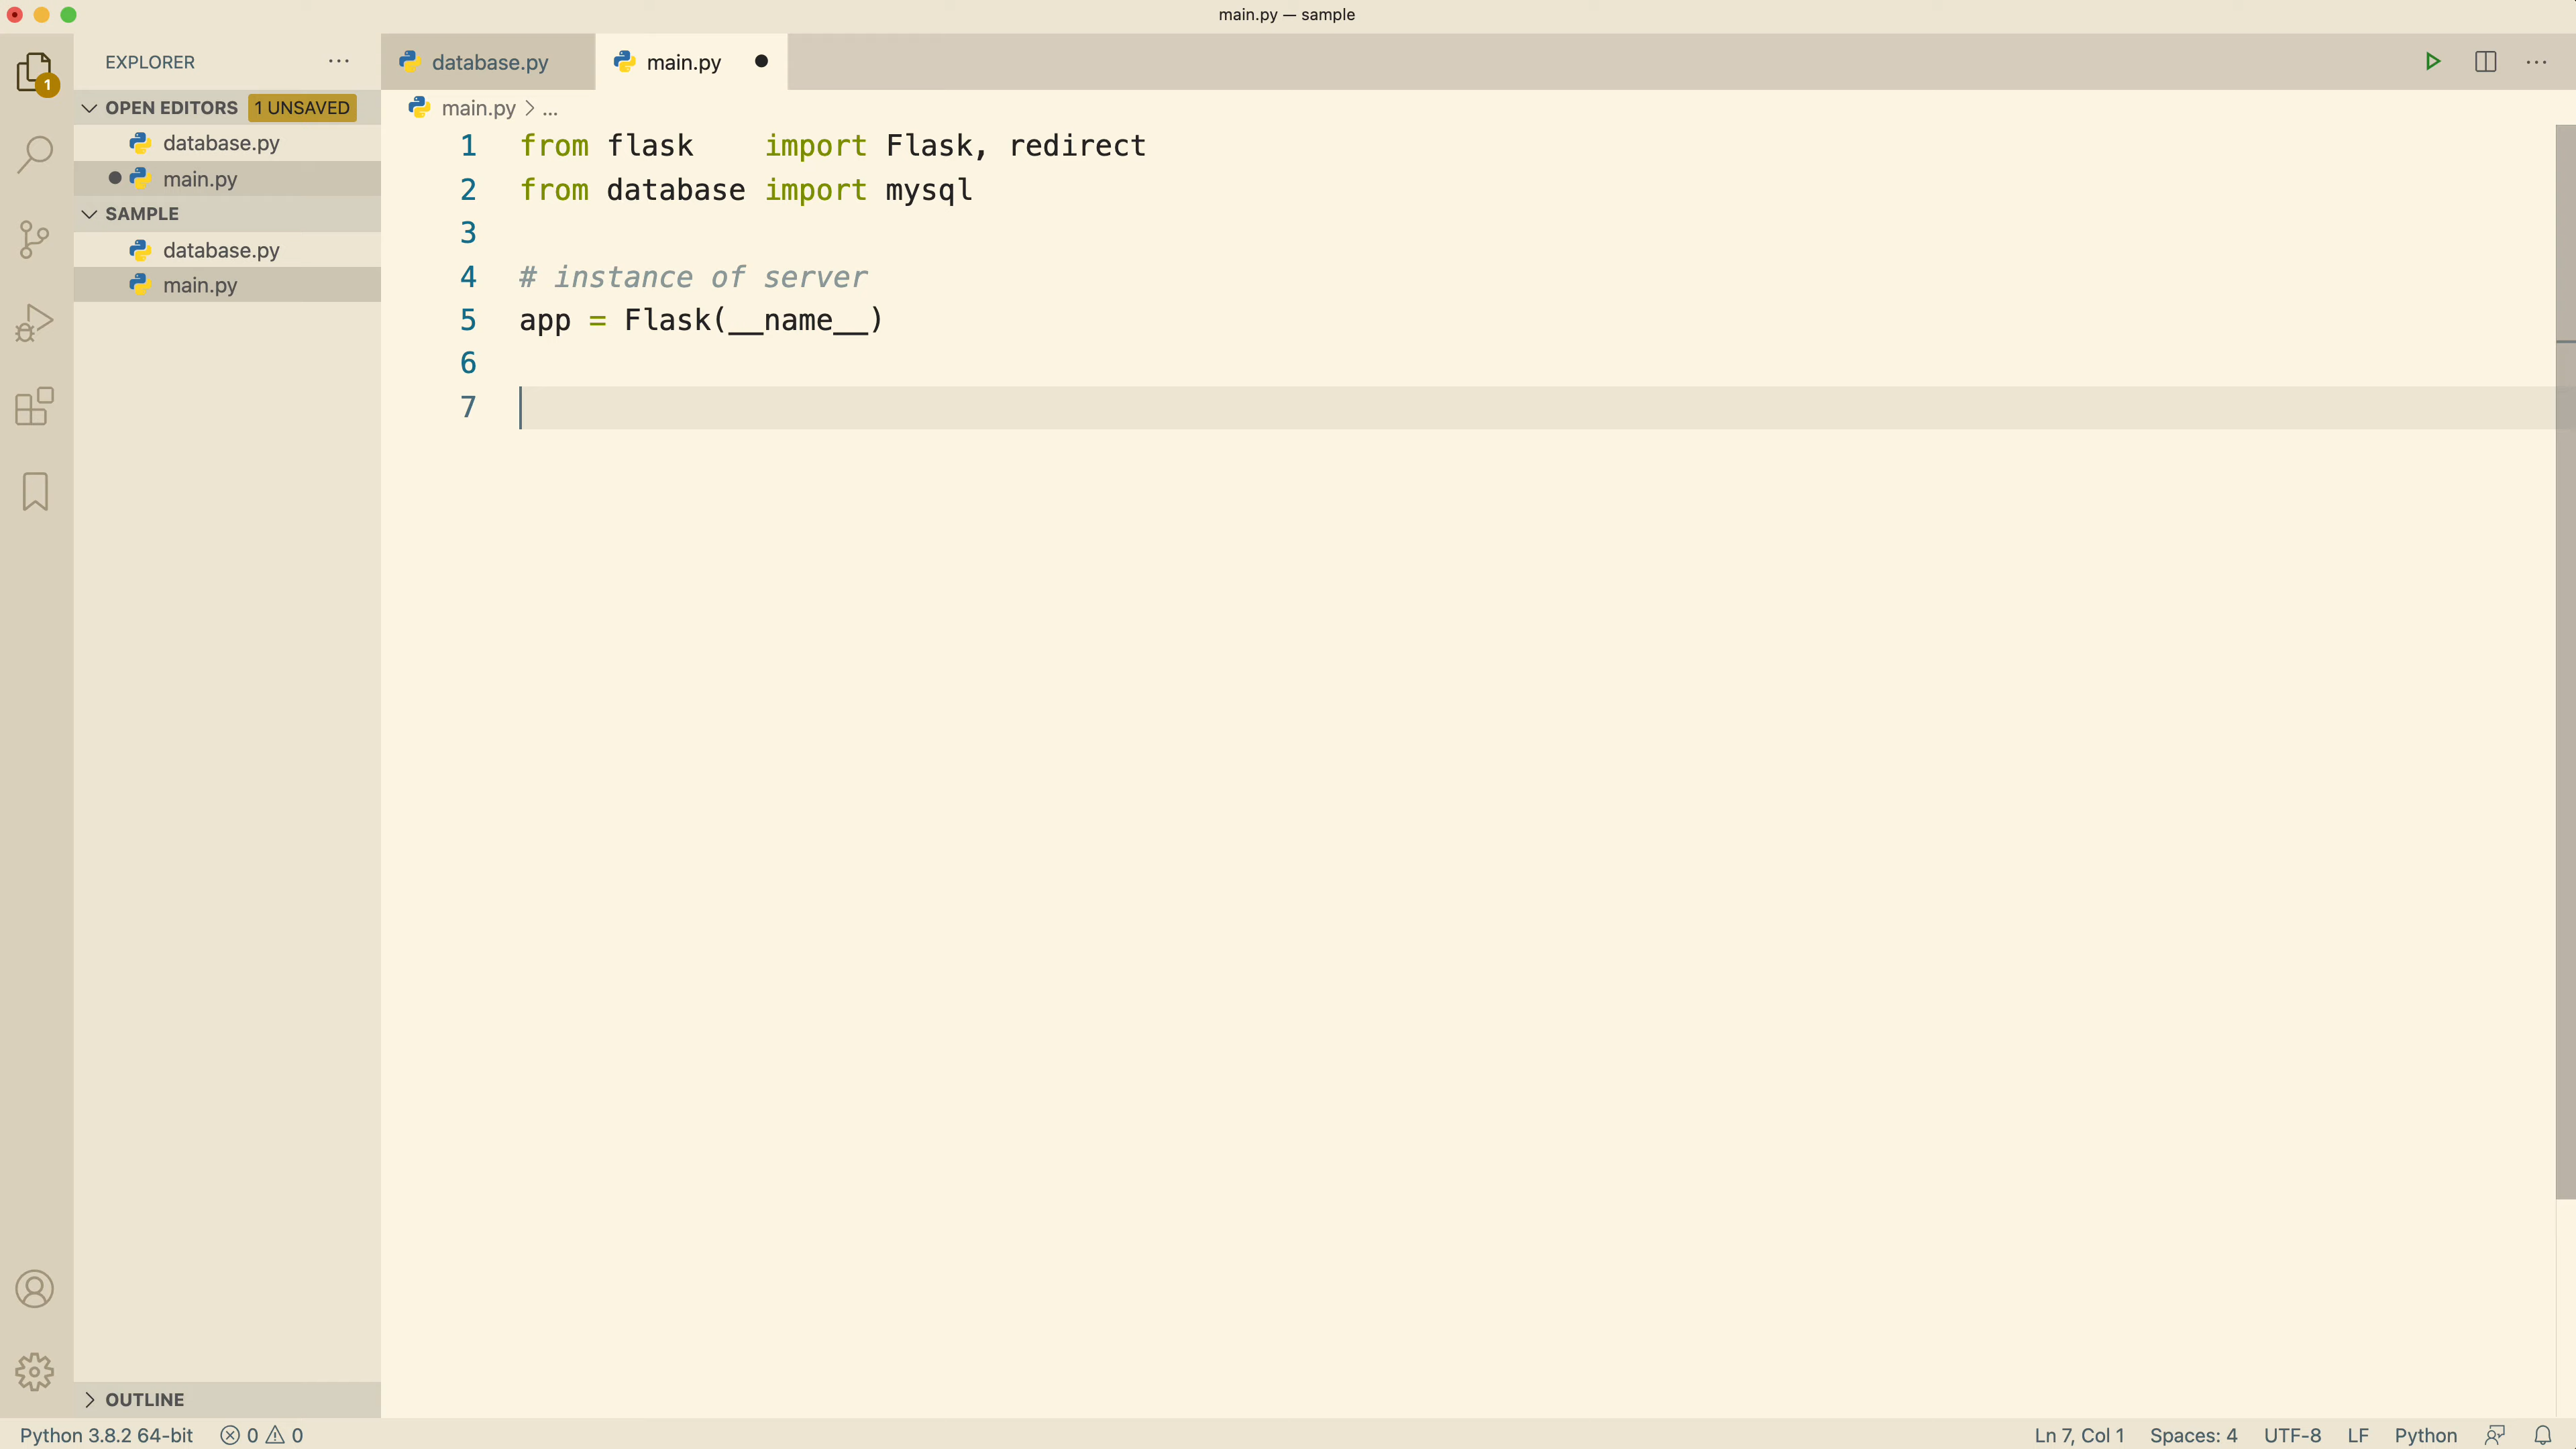 main.py — sample
EXPLORER
database.py
main.py
1
OPEN EDITORS 1 UNSAVED
database.py
main.py
SAMPLE
database.py
main.py
OUTLINE
main.py > ...
1 from flask    import Flask, redirect
2 from database import mysql
3
4 # instance of server
5 app = Flask(__name__)
6
7
Python 3.8.2 64-bit 0 0 Ln 7, Col 1 Spaces: 4 UTF-8 LF Python